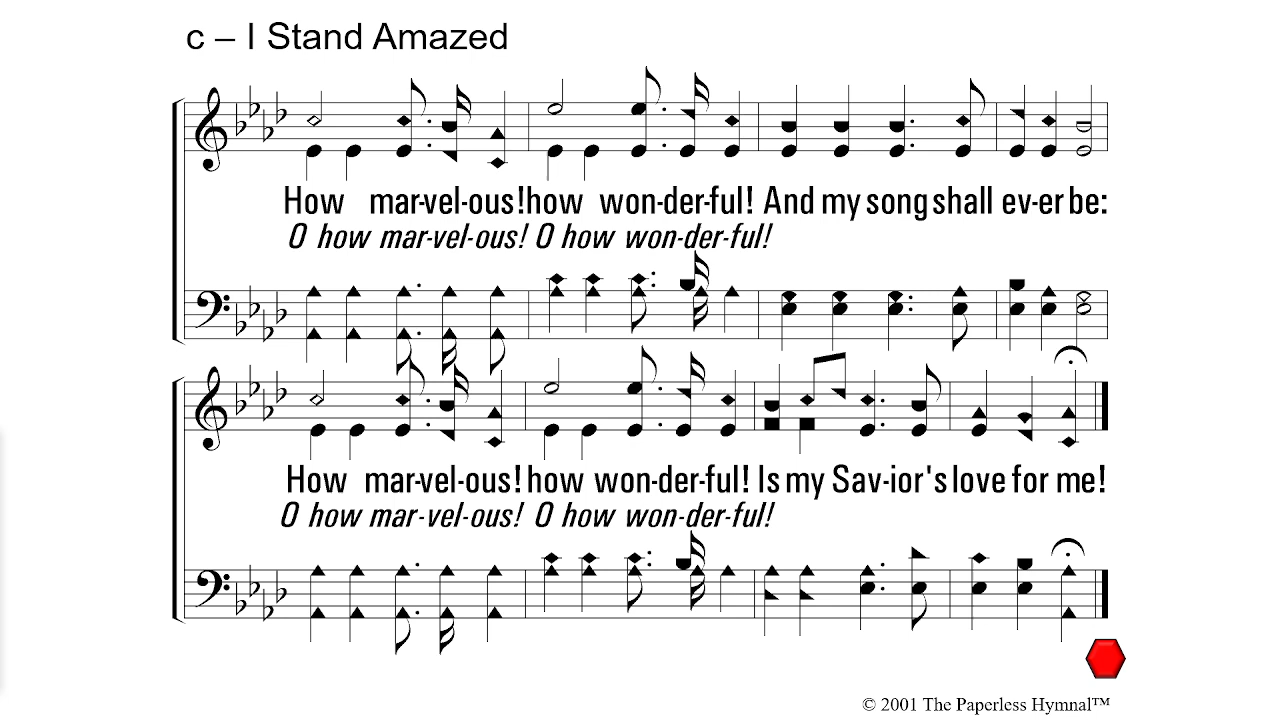 c – I Stand Amazed
How mar-vel-ous! how won-der-ful! And my song shall ev-er be:
O how mar-vel-ous! O how won-der-ful!
How mar-vel-ous! how won-der-ful! Is my Sav-ior's love for me!
O how mar-vel-ous! O how won-der-ful!
© 2001 The Paperless Hymnal™